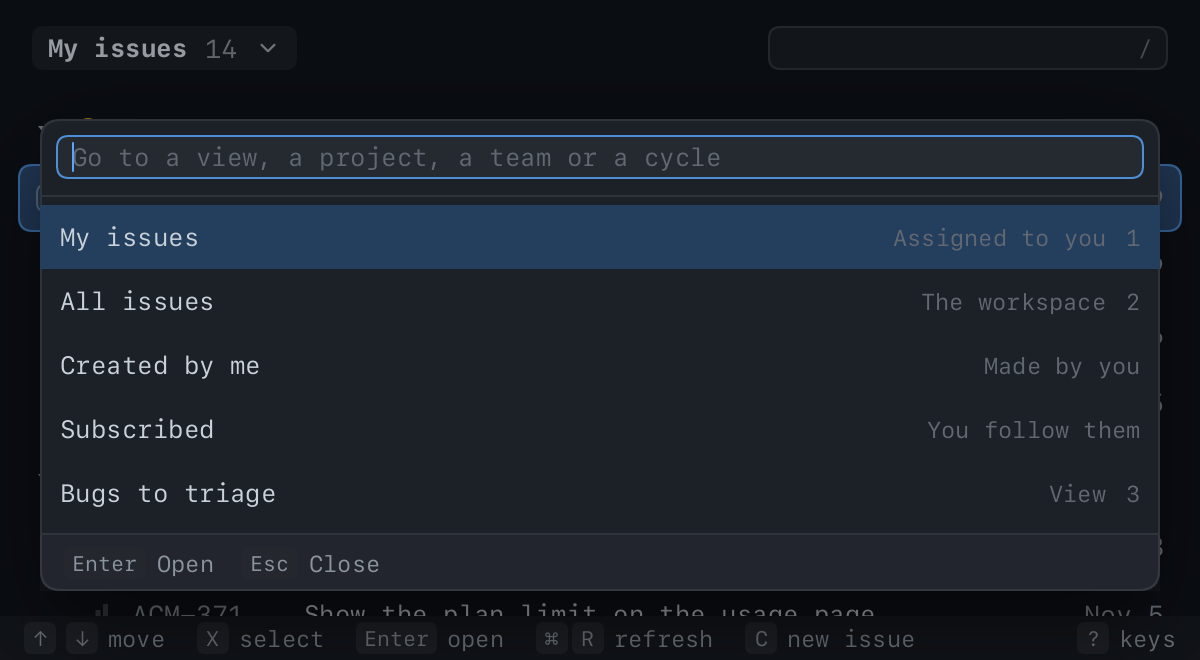 My issues 14
/
Go to a view, a project, a team or a cycle
My issues Assigned to you 1
All issues The workspace 2
Created by me Made by you
Subscribed You follow them
Bugs to triage View 3
Enter Open Esc Close
ACM-371 Show the plan limit on the usage page Nov 5
↑ ↓ move X select Enter open ⌘ R refresh C new issue ? keys